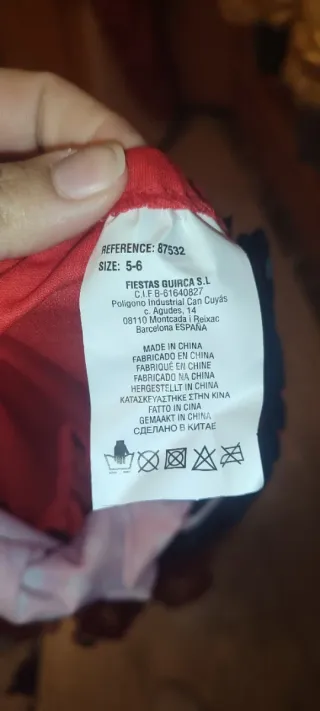 REFERENCE: 87532
SIZE: 5-6
FIESTAS GUIRCA S.L
C.I.F B-61640827
Poligono Industrial Can Cuyás
c. Agudes, 14
08110 Montcada i Reixac
Barcelona ESPAÑA
MADE IN CHINA
FABRICADO EN CHINA
FABRIQUÉ EN CHINE
FABRICADO NA CHINA
HERGESTELLT IN CHINA
ΚΑΤΑΣΚΕΥΑΣΤΗΚΕ ΣΤΗΝ ΚΙΝΑ
FATTO IN CINA
GEMAAKT IN CHINA
СДЕЛАНО В КИТАЕ